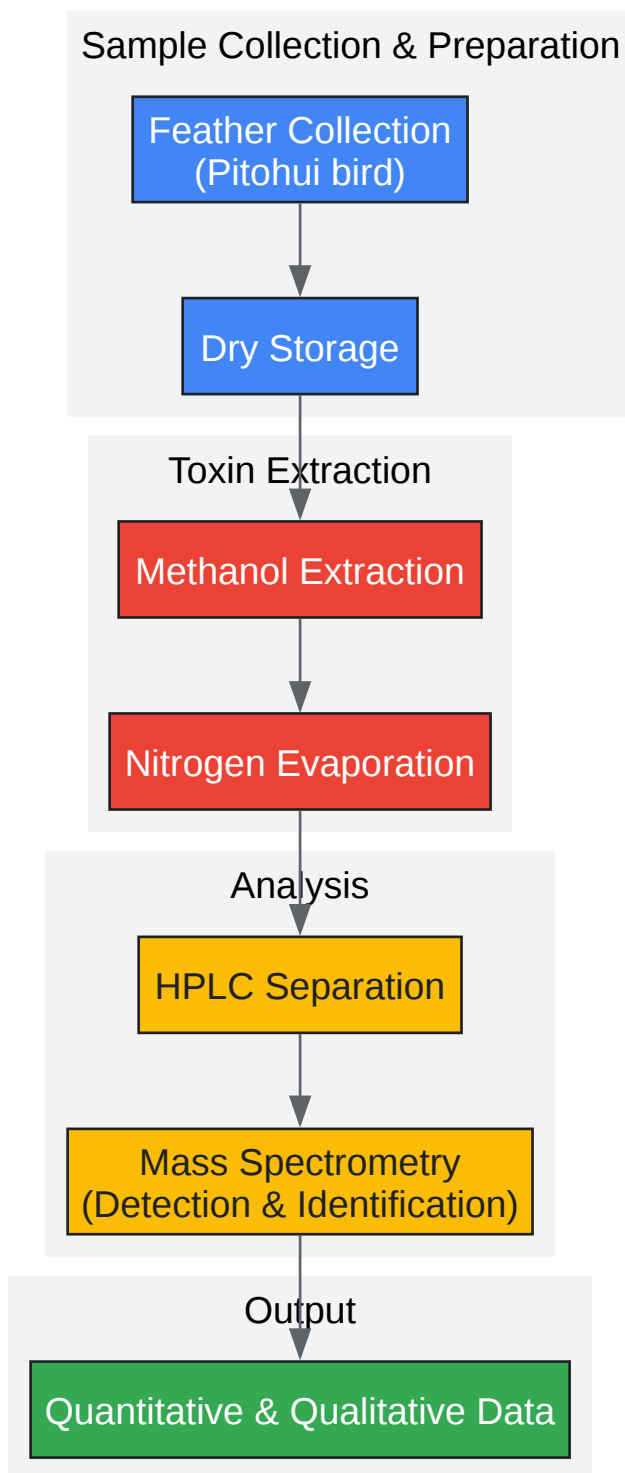 Sample Collection & Preparation
Feather Collection
(Pitohui bird)
Dry Storage
Toxin Extraction
Methanol Extraction
Nitrogen Evaporation
Analysis
HPLC Separation
Mass Spectrometry
(Detection & Identification)
Output
Quantitative & Qualitative Data